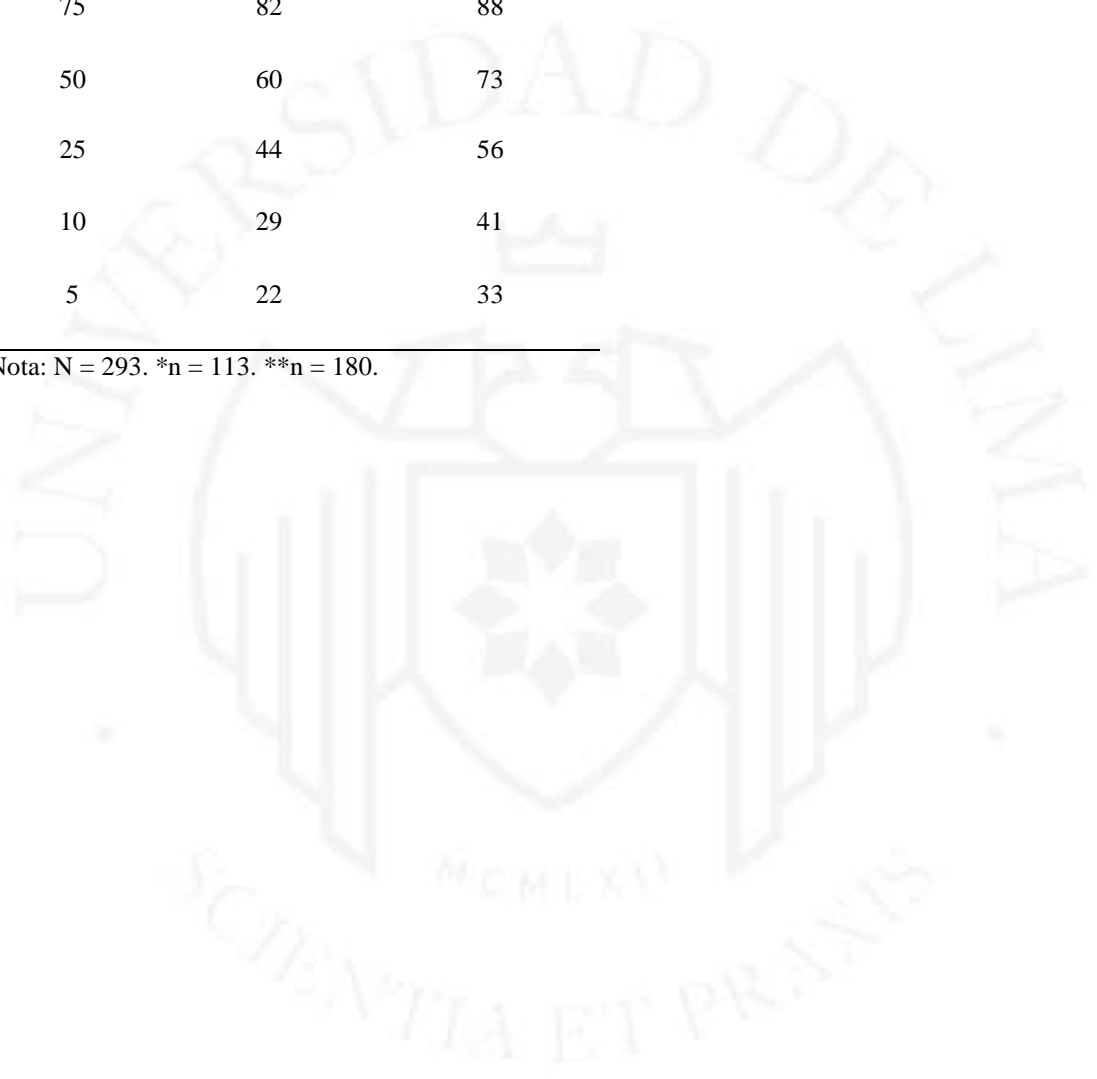 75 82 88
50 60 73
25 44 56
10 29 41
5 22 33
Nota: N = 293. *n = 113. **n = 180.
UNIVERSIDAD DE LIMA
MCMLXII
SCIENTIA ET PRAXIS